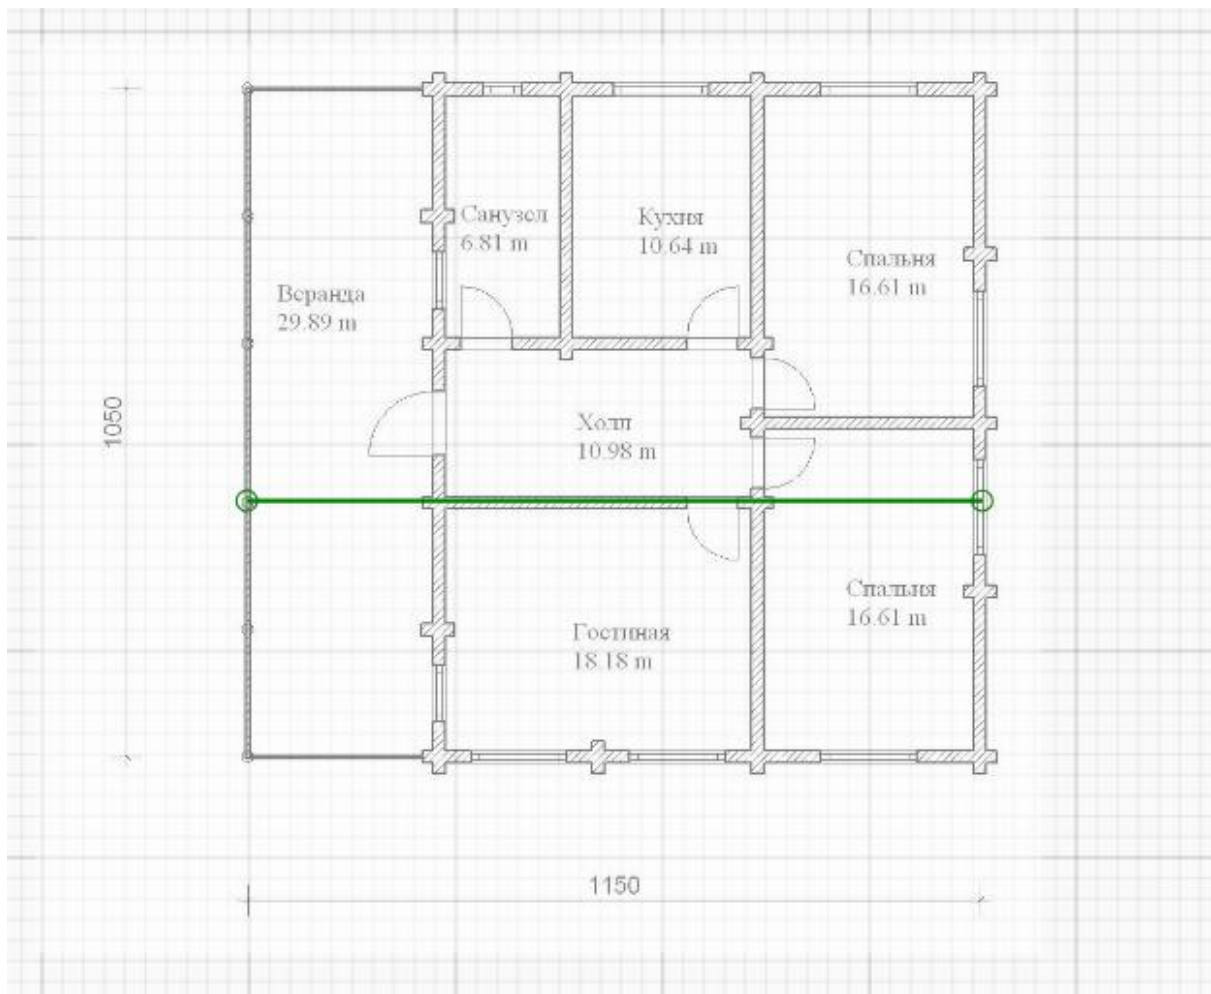 Санузел
6.81 m
Кухня
10.64 m
Спальня
16.61 m
Веранда
29.89 m
1050
Холл
10.98 m
Спальня
16.61 m
Гостиная
18.18 m
1150